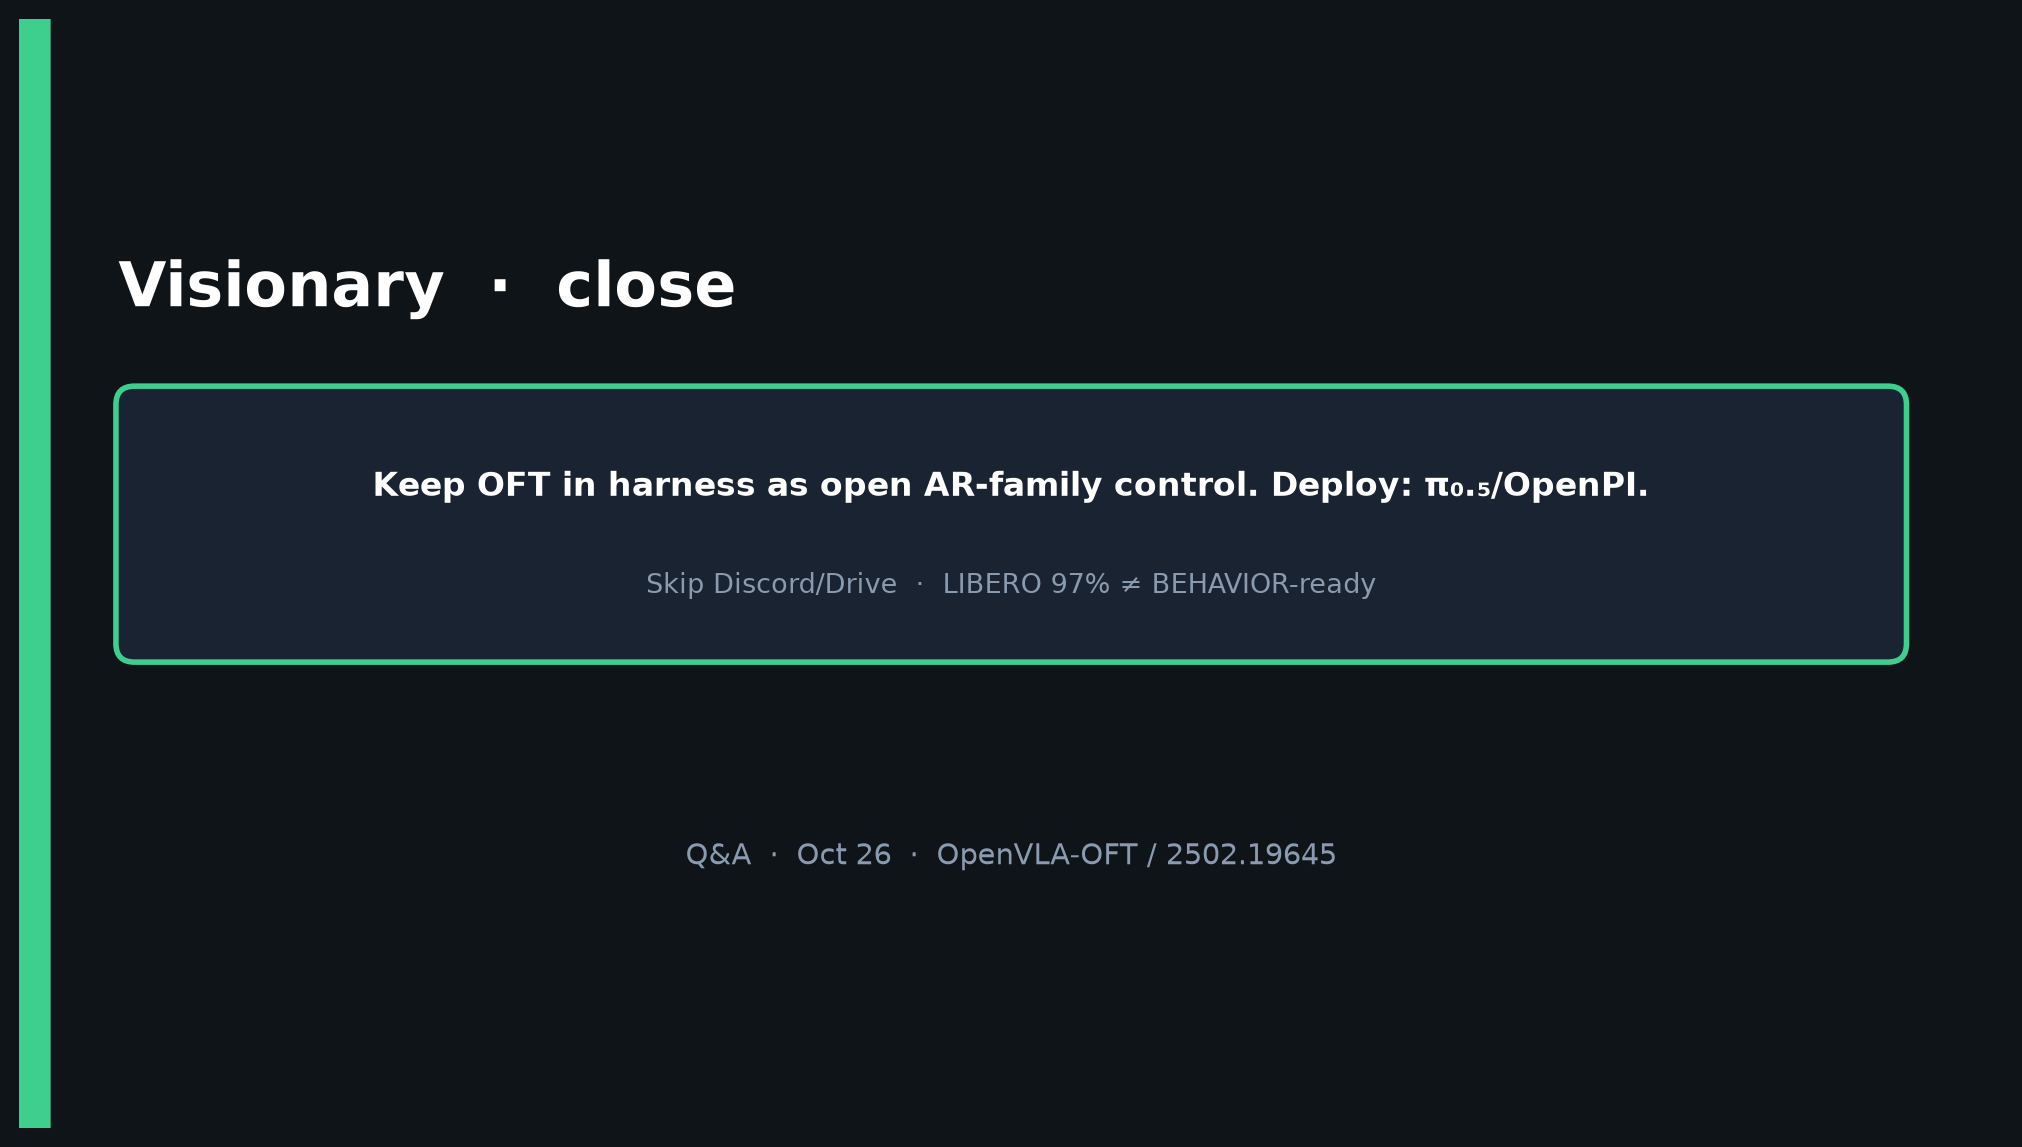 Visionary · close
Keep OFT in harness as open AR-family control. Deploy: π₀.₅/OpenPI.
Skip Discord/Drive · LIBERO 97% ≠ BEHAVIOR-ready
Q&A · Oct 26 · OpenVLA-OFT / 2502.19645